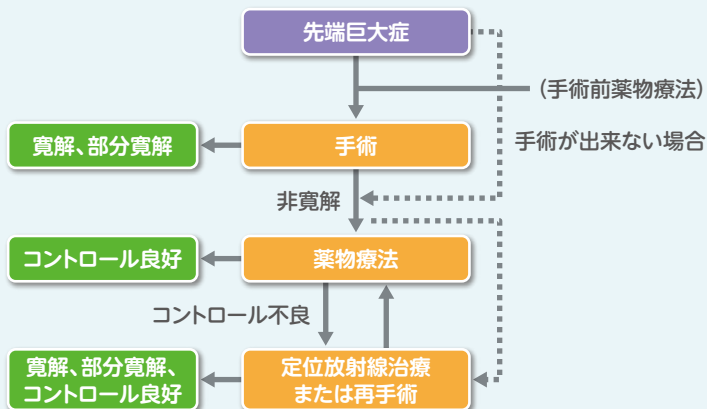 先端巨大症
(手術前薬物療法)
寛解、部分寛解
手術
手術が出来ない場合
非寛解
コントロール良好
薬物療法
コントロール不良
寛解、部分寛解、
コントロール良好
定位放射線治療
または再手術